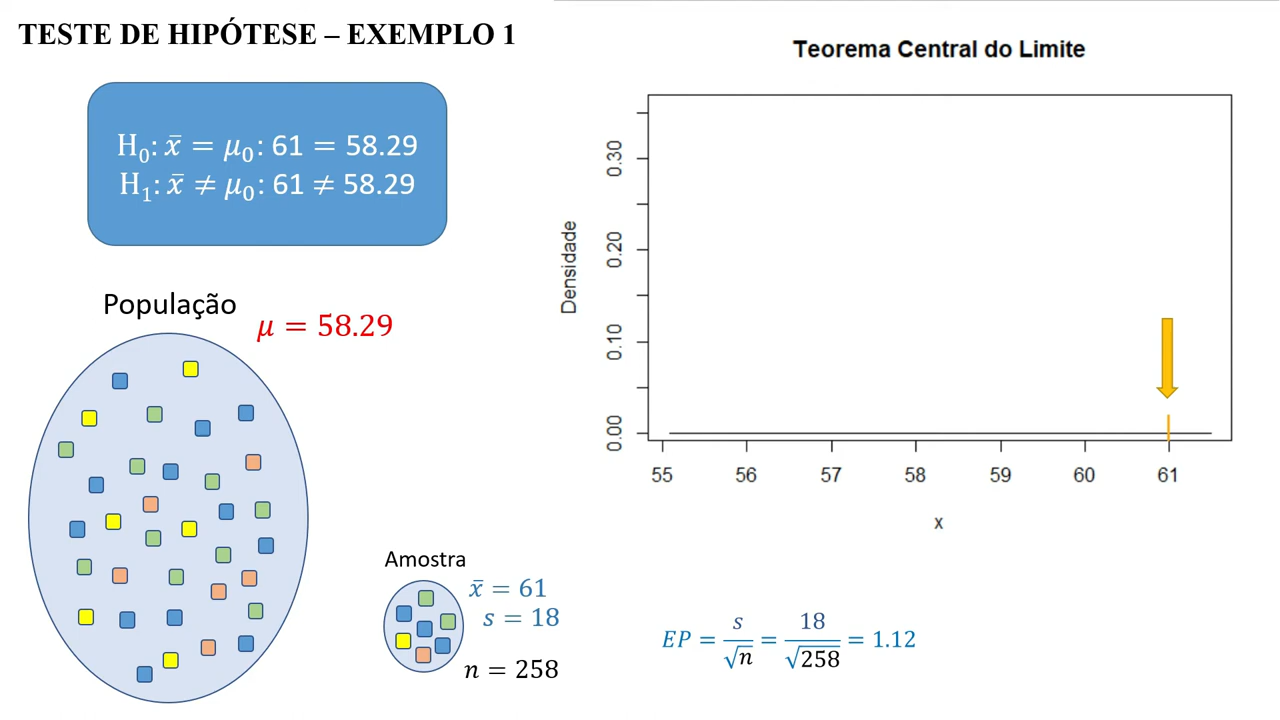 TESTE DE HIPÓTESE – EXEMPLO 1
H₀: x̄ = μ₀: 61 = 58.29
H₁: x̄ ≠ μ₀: 61 ≠ 58.29
População
μ = 58.29
Amostra
x̄ = 61
s = 18
n = 258
Teorema Central do Limite
Densidade
0.30
0.20
0.10
0.00
55 56 57 58 59 60 61
x
EP = s/√n = 18/√258 = 1.12